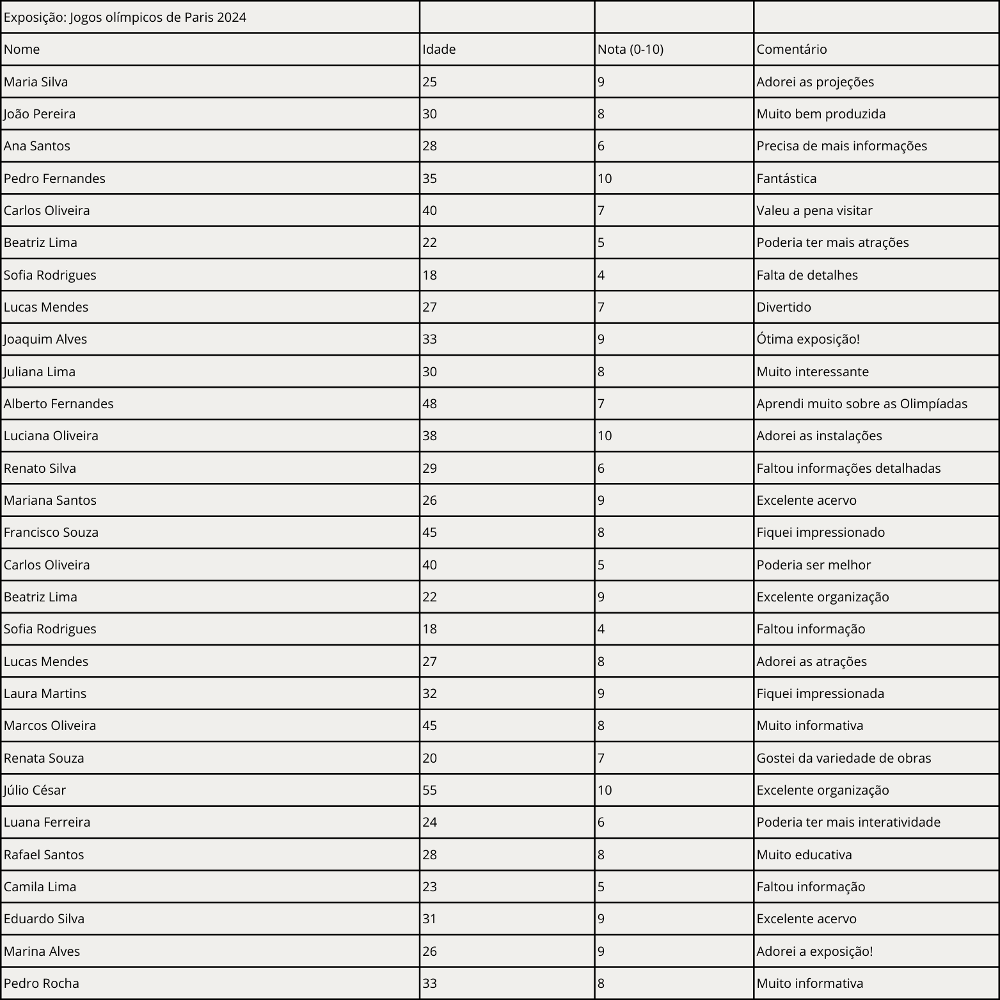 Exposição: Jogos olímpicos de Paris 2024
Nome Idade Nota (0-10) Comentário
Maria Silva 25 9 Adorei as projeções
João Pereira 30 8 Muito bem produzida
Ana Santos 28 6 Precisa de mais informações
Pedro Fernandes 35 10 Fantástica
Carlos Oliveira 40 7 Valeu a pena visitar
Beatriz Lima 22 5 Poderia ter mais atrações
Sofia Rodrigues 18 4 Falta de detalhes
Lucas Mendes 27 7 Divertido
Joaquim Alves 33 9 Ótima exposição!
Juliana Lima 30 8 Muito interessante
Alberto Fernandes 48 7 Aprendi muito sobre as Olimpíadas
Luciana Oliveira 38 10 Adorei as instalações
Renato Silva 29 6 Faltou informações detalhadas
Mariana Santos 26 9 Excelente acervo
Francisco Souza 45 8 Fiquei impressionado
Carlos Oliveira 40 5 Poderia ser melhor
Beatriz Lima 22 9 Excelente organização
Sofia Rodrigues 18 4 Faltou informação
Lucas Mendes 27 8 Adorei as atrações
Laura Martins 32 9 Fiquei impressionada
Marcos Oliveira 45 8 Muito informativa
Renata Souza 20 7 Gostei da variedade de obras
Júlio César 55 10 Excelente organização
Luana Ferreira 24 6 Poderia ter mais interatividade
Rafael Santos 28 8 Muito educativa
Camila Lima 23 5 Faltou informação
Eduardo Silva 31 9 Excelente acervo
Marina Alves 26 9 Adorei a exposição!
Pedro Rocha 33 8 Muito informativa